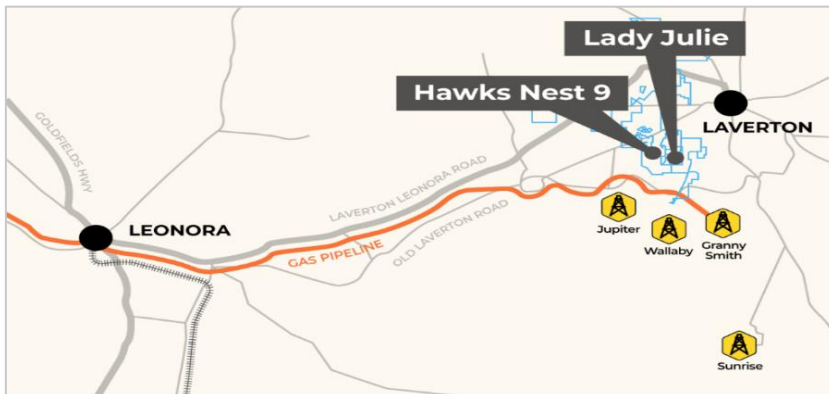 Lady Julie
Hawks Nest 9
LAVERTON
GOLDFIELDS HWY
LAVERTON LEONORA ROAD
LEONORA
GAS PIPELINE
OLD LAVERTON ROAD
Jupiter
Wallaby
Granny
Smith
Sunrise